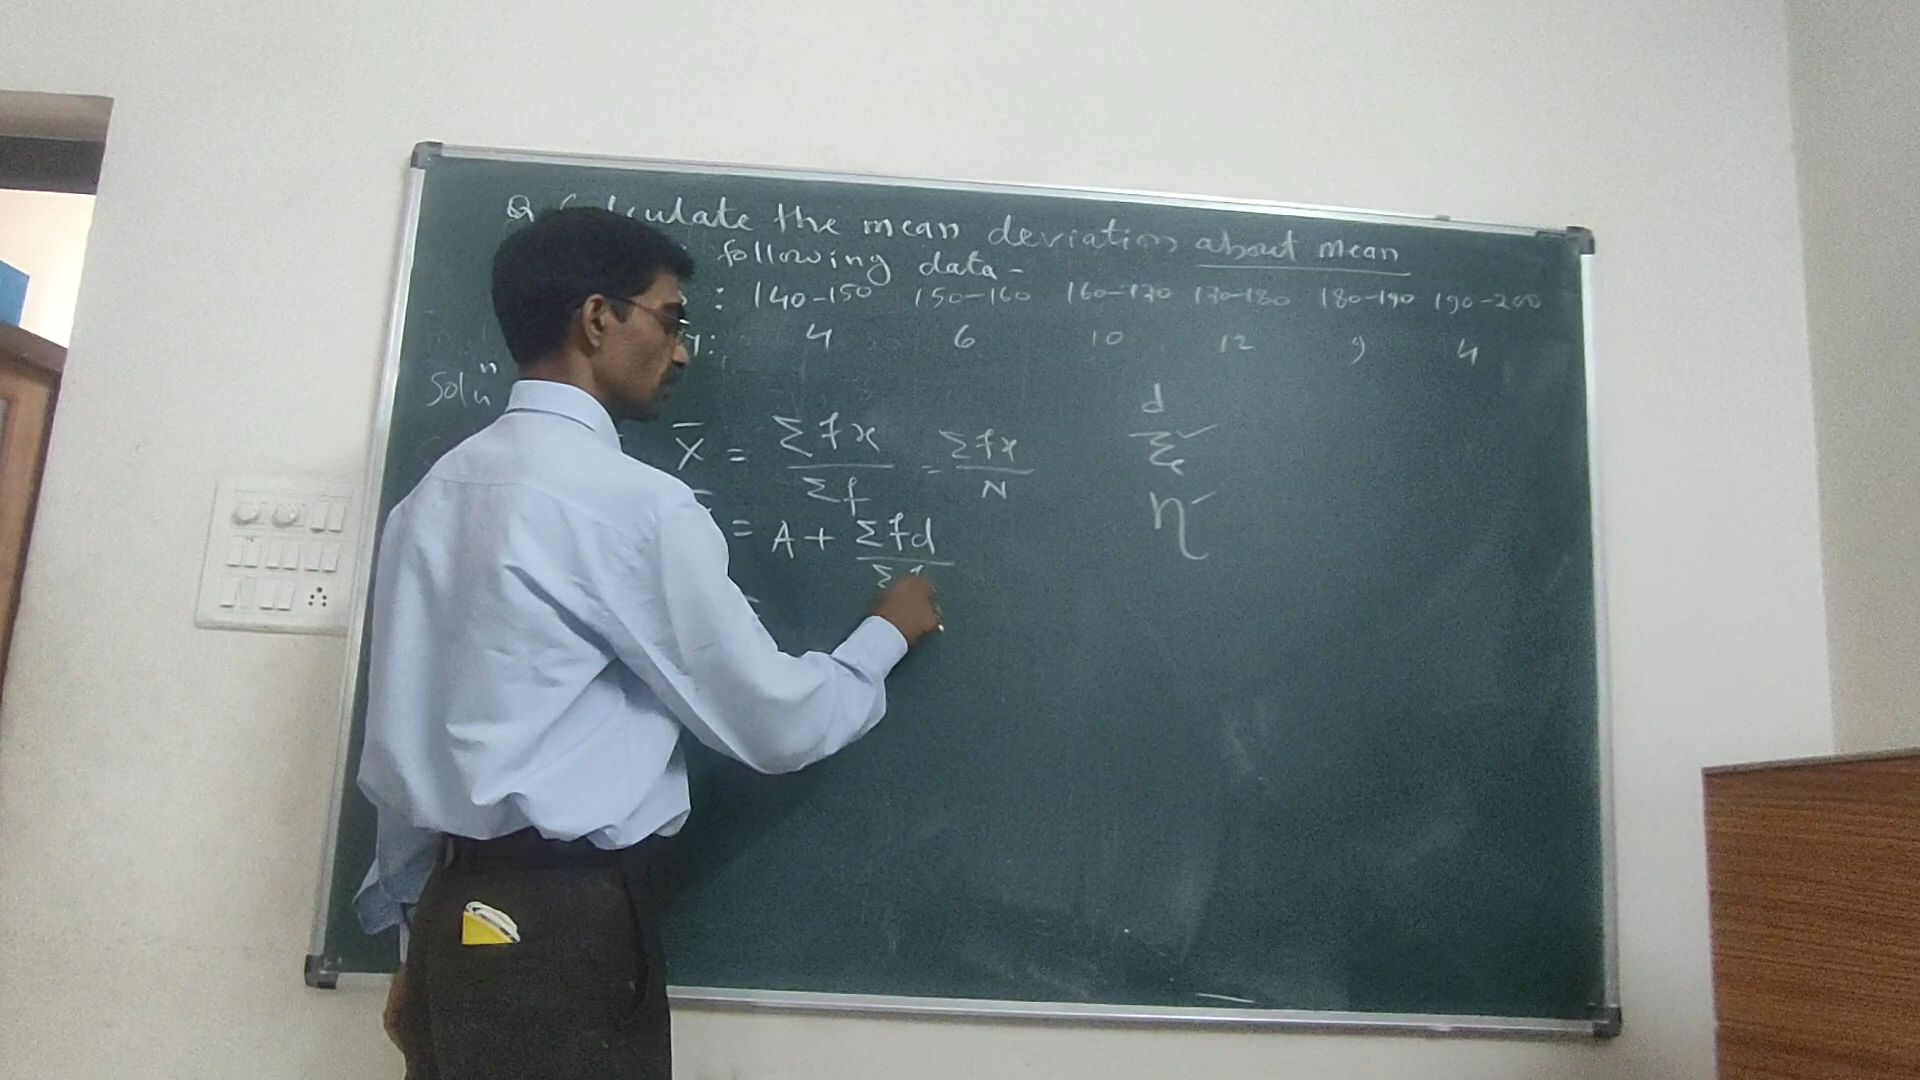 Q the mean deviation about mean
following data -
: 140-150 150-160 160-170 170-180 180-190 190-200
y: 4 6 10 12 9 4
Solⁿ
X̄ = Σfx / Σf = Σfx / N
= A + Σfd / Σf
d
Σ
η